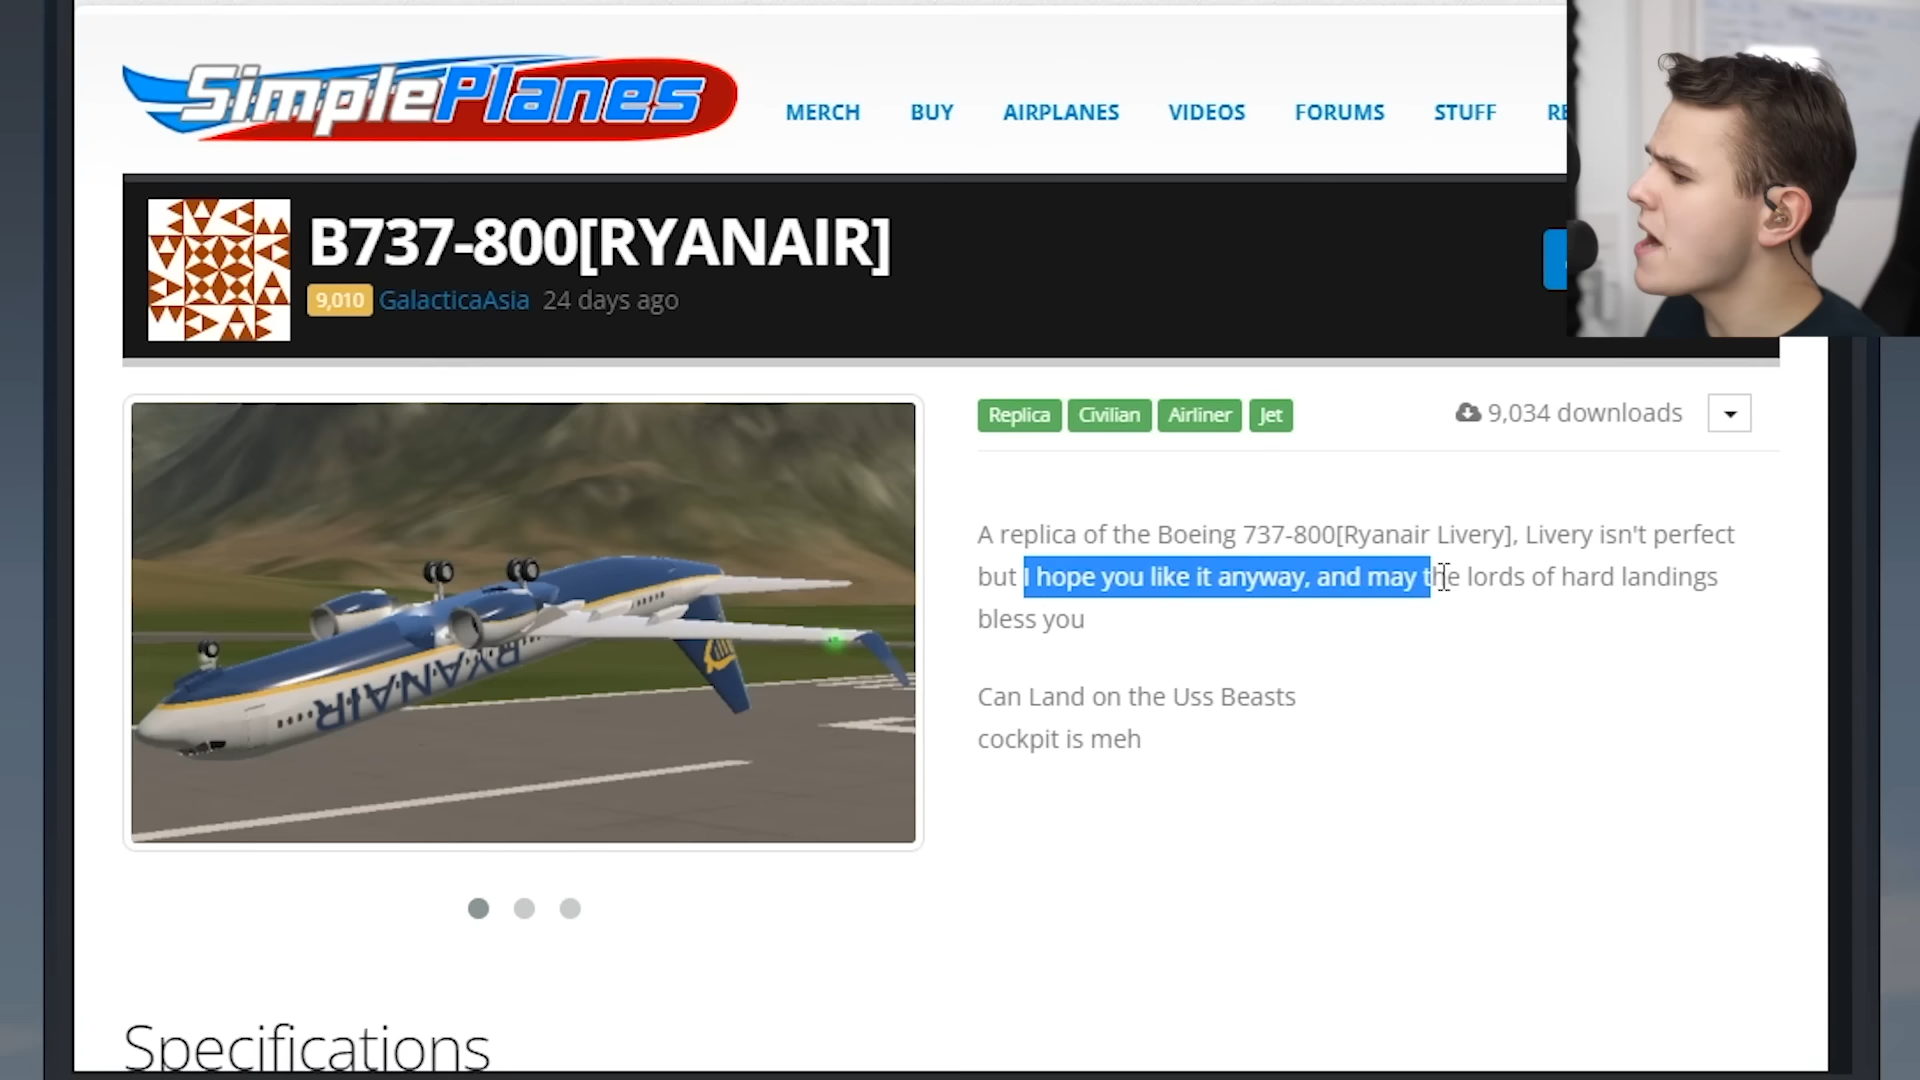 SimplePlanes
MERCH BUY AIRPLANES VIDEOS FORUMS STUFF
B737-800[RYANAIR]
9,010 GalacticaAsia 24 days ago
Replica Civilian Airliner Jet
9,034 downloads
RYANAIR
RYANAIR
A replica of the Boeing 737-800[Ryanair Livery], Livery isn't perfect
but I hope you like it anyway, and may the lords of hard landings
bless you
Can Land on the Uss Beasts
cockpit is meh
Specifications